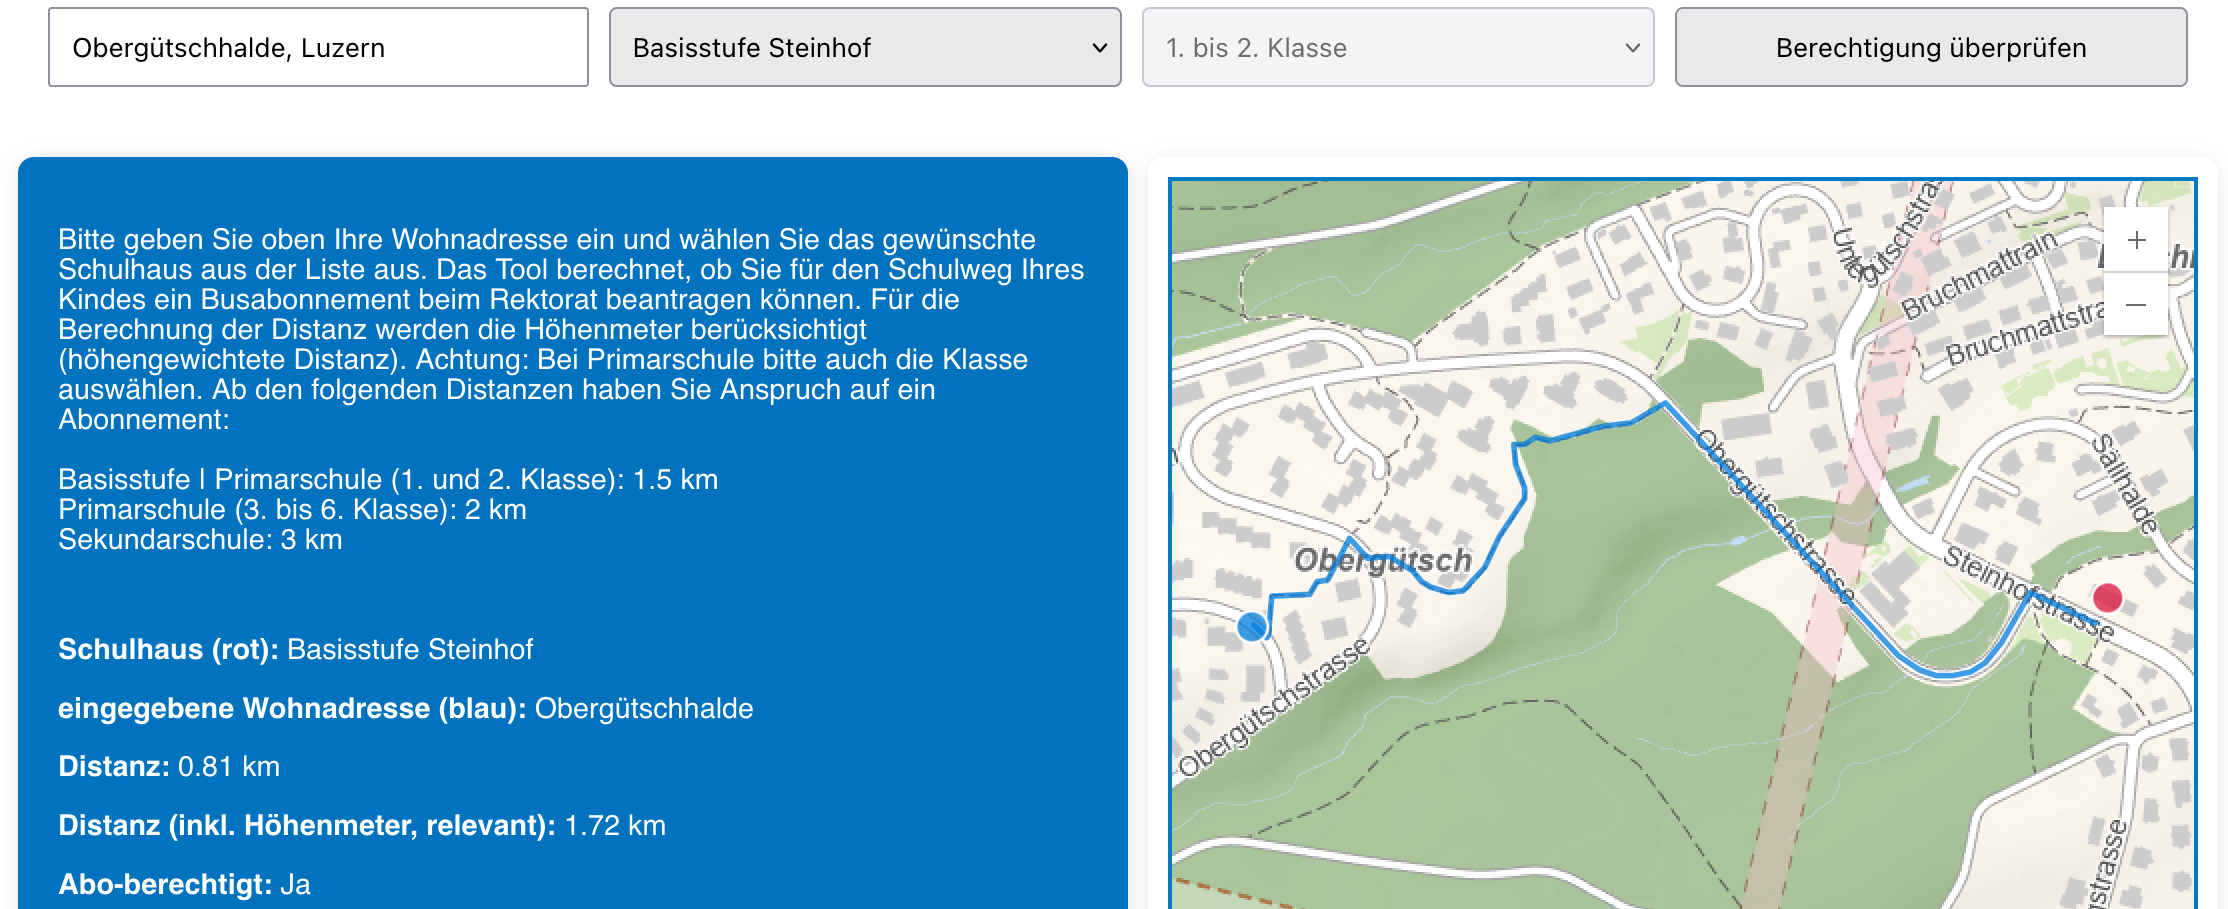 Obergütschhalde, Luzern
Basisstufe Steinhof
1. bis 2. Klasse
Berechtigung überprüfen
Bitte geben Sie oben Ihre Wohnadresse ein und wählen Sie das gewünschte
Schulhaus aus der Liste aus. Das Tool berechnet, ob Sie für den Schulweg Ihres
Kindes ein Busabonnement beim Rektorat beantragen können. Für die
Berechnung der Distanz werden die Höhenmeter berücksichtigt
(höhengewichtete Distanz). Achtung: Bei Primarschule bitte auch die Klasse
auswählen. Ab den folgenden Distanzen haben Sie Anspruch auf ein
Abonnement:
Basisstufe | Primarschule (1. und 2. Klasse): 1.5 km
Primarschule (3. bis 6. Klasse): 2 km
Sekundarschule: 3 km
Schulhaus (rot): Basisstufe Steinhof
eingegebene Wohnadresse (blau): Obergütschhalde
Distanz: 0.81 km
Distanz (inkl. Höhenmeter, relevant): 1.72 km
Abo-berechtigt: Ja
+
−
Bruchmattrain
Sälihalde
Obergütschstrasse
Obergütsch
Steinhofstrasse
Obergütschstrasse